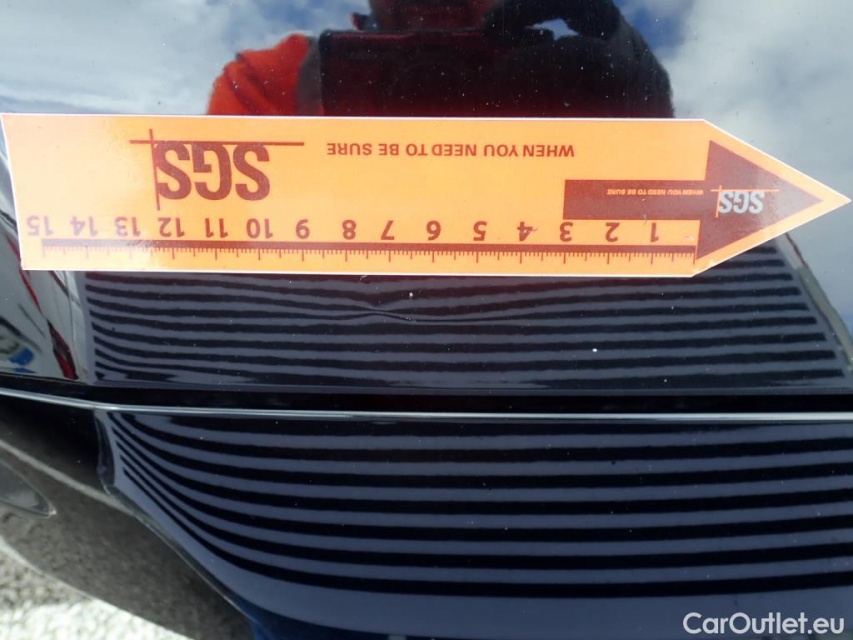 SGS
WHEN YOU NEED TO BE SURE
SGS
WHEN YOU NEED TO BE SURE
1 2 3 4 5 6 7 8 9 10 11 12 13 14 15
CarOutlet.eu